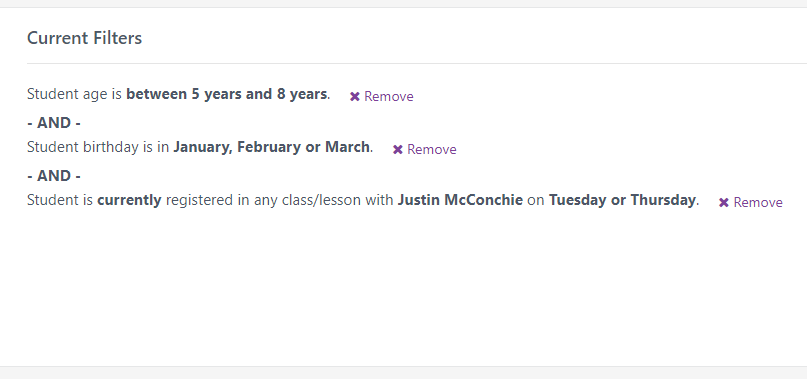 Current Filters
Student age is between 5 years and 8 years. ✖ Remove
- AND -
Student birthday is in January, February or March. ✖ Remove
- AND -
Student is currently registered in any class/lesson with Justin McConchie on Tuesday or Thursday. ✖ Remove